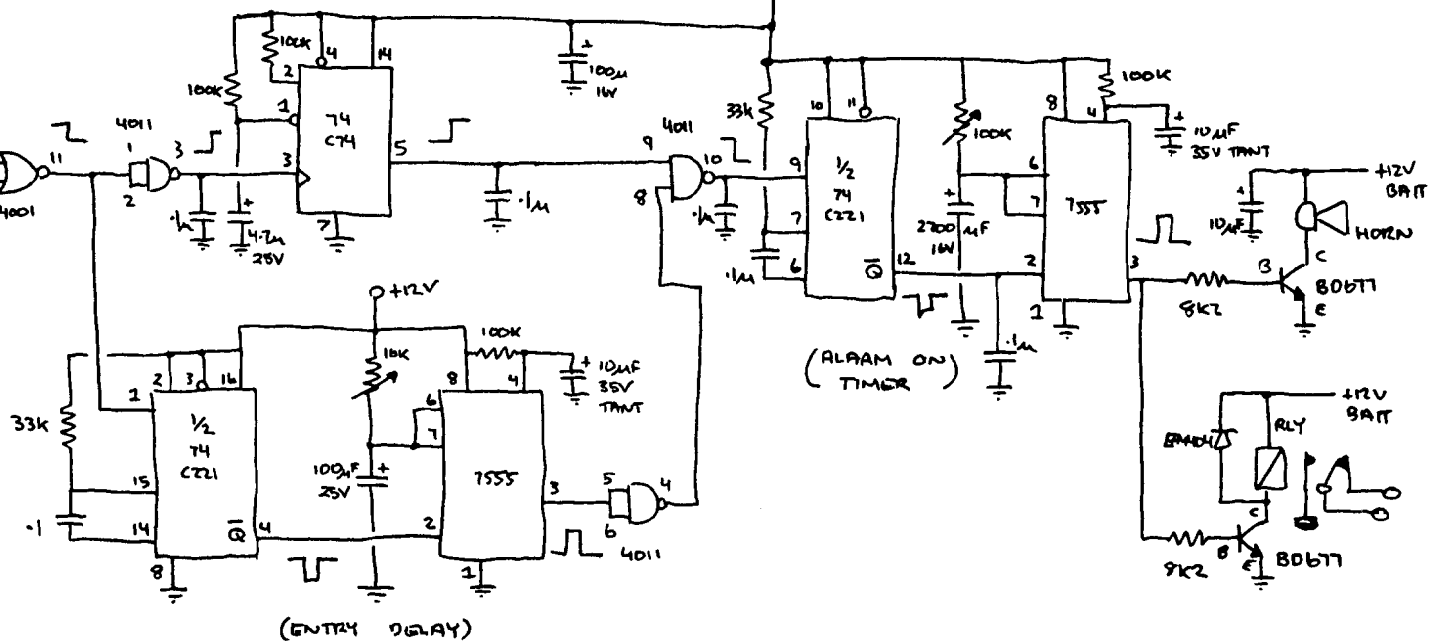 11
4001
4011
1
2
3
100K
100K
4
14
2
1
3
74
C74
5
7
.1μ
4.7μ
25V
+
100μ
16V
.1μ
9
4011
10
8
.1μ
33K
.1μ
10
11
9
1/2
74
C221
7
6
Q
12
100K
+
2200 μF
16V
8
4
100K
+
10μF
35V TANT
6
7
7555
2
3
1
.1μ
(ALARM ON)
(TIMER)
8K2
+
10μF
+12V
BATT
HORN
B
C
E
BD677
+12V
BATT
RLY
8K2
B
C
E
BD677
+12V
33K
.1
2
3
16
1
1/2
74
C221
15
14
8
Q
4
10K
100μF
25V
+
100K
8
4
+
10μF
35V
TANT
6
7
7555
2
3
1
5
6
4
4011
(ENTRY DELAY)